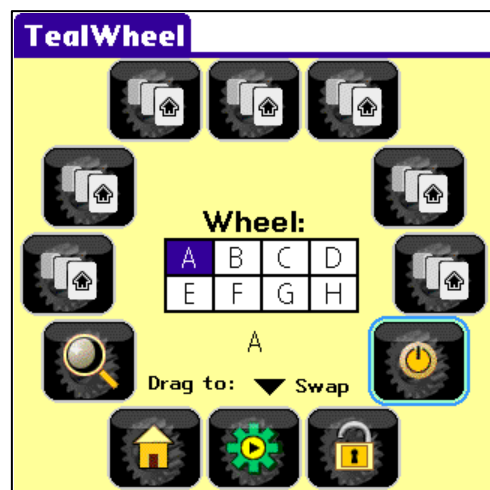 TealWheel
Wheel:
A B C D
E F G H
A
Drag to: Swap